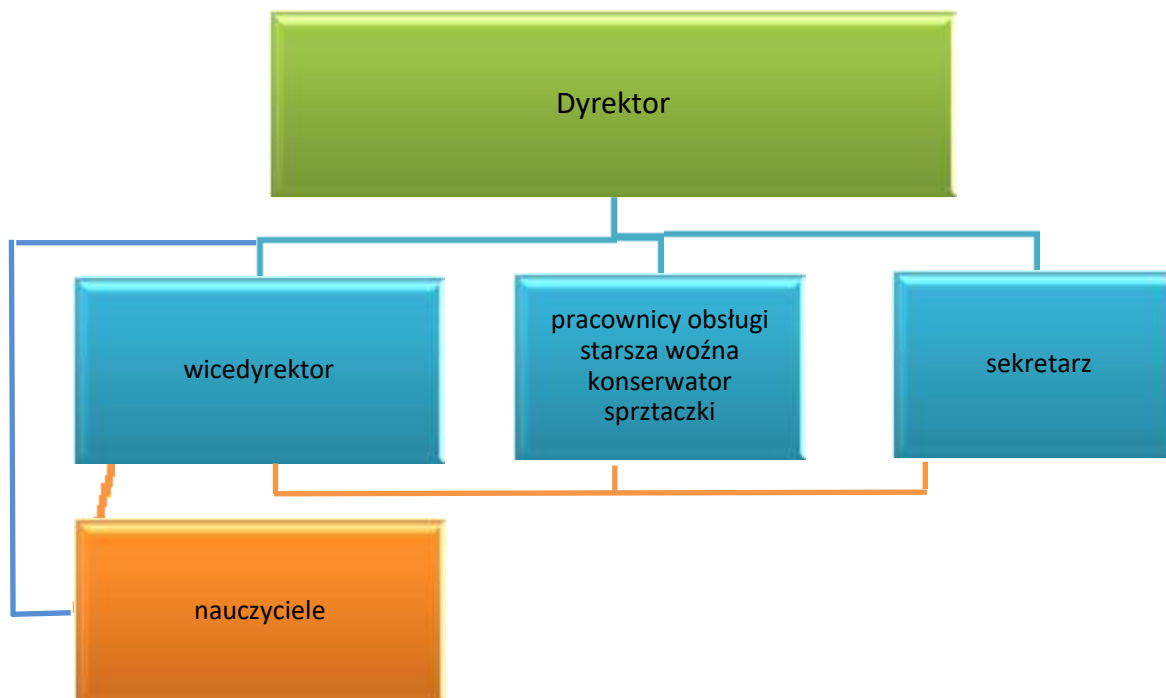 Dyrektor
wicedyrektor
pracownicy obsługi
starsza woźna
konserwator
sprztaczki
sekretarz
nauczyciele